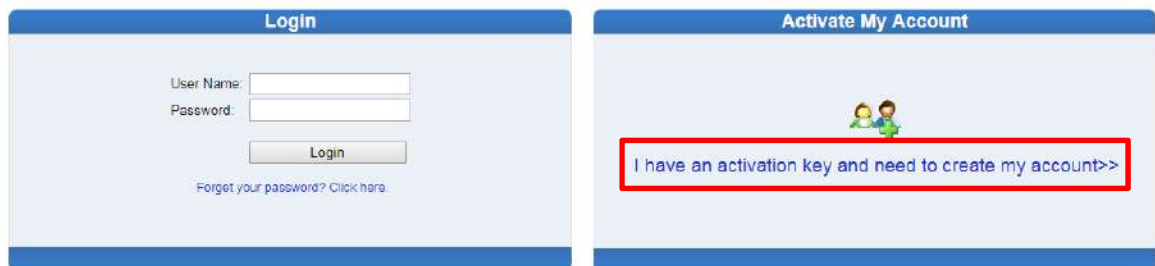 Login
User Name:
Password:
Login
Forget your password? Click here.
Activate My Account
I have an activation key and need to create my account>>